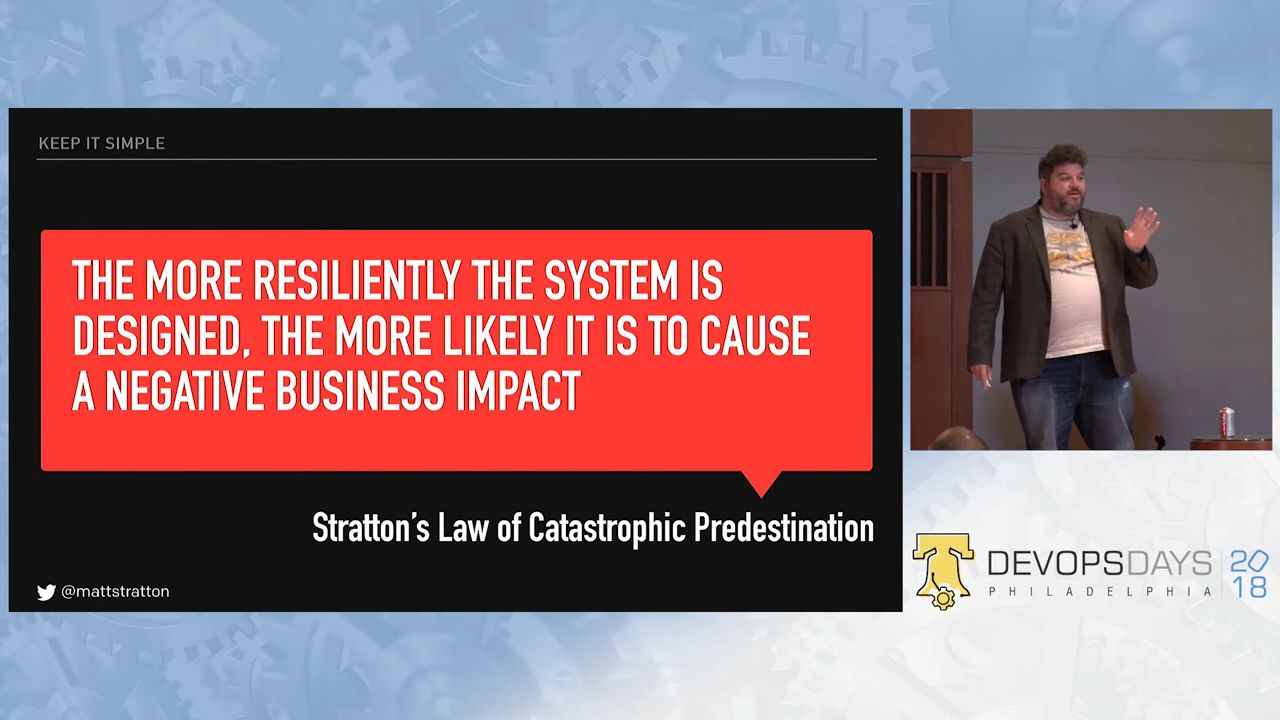 KEEP IT SIMPLE
THE MORE RESILIENTLY THE SYSTEM IS
DESIGNED, THE MORE LIKELY IT IS TO CAUSE
A NEGATIVE BUSINESS IMPACT
Stratton's Law of Catastrophic Predestination
@mattstratton
DEVOPSDAYS
PHILADELPHIA
20
18